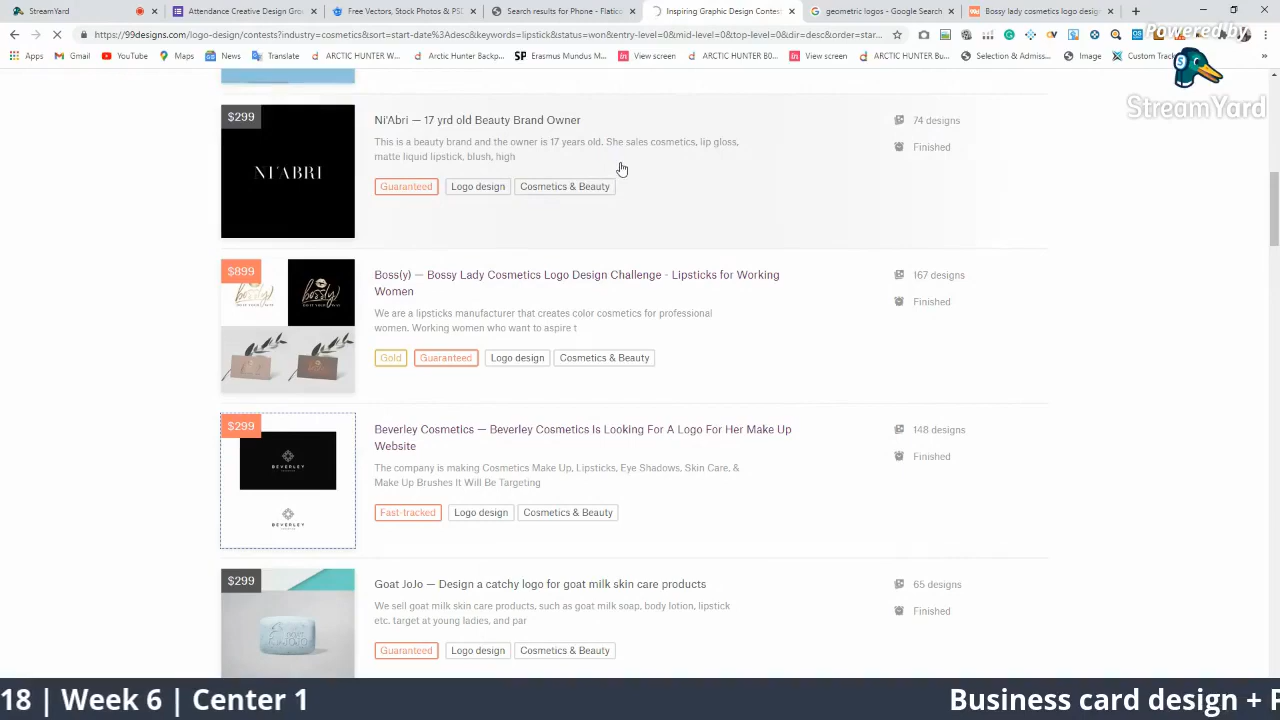 StreamYard
Attendance Creative Design Gro
Free Vectors, Stock Photos & PS
Search results for Phone - Flatico
Inspiring Graphic Design Contes
geometric logos - Google Search
Bossy lady cosmetics logo design
https://99designs.com/logo-design/contests?industry=cosmetics&sort=start-date%3A
keywords=lipstick&status=won&entry-level=0&mid-level=0&top-level=0&dir=desc&order=star...
Apps
Gmail
YouTube
Maps
News
Translate
ARCTIC HUNTER W...
Arctic Hunter Backp...
Erasmus Mundus M...
View screen
ARCTIC HUNTER B0...
View screen
ARCTIC HUNTER Bu...
Selection & Admiss...
Image
Custom Track
Powered by
StreamYard
$299
NI'ABRI
Ni'Abri — 17 yrd old Beauty Brand Owner
This is a beauty brand and the owner is 17 years old. She sales cosmetics, lip gloss,
matte liquid lipstick, blush, high
Guaranteed
Logo design
Cosmetics & Beauty
74 designs
Finished
$899
bossy
bossy
Boss(y) — Bossy Lady Cosmetics Logo Design Challenge - Lipsticks for Working
Women
We are a lipsticks manufacturer that creates color cosmetics for professional
women. Working women who want to aspire t
Gold
Guaranteed
Logo design
Cosmetics & Beauty
167 designs
Finished
$299
BEVERLEY
BEVERLEY
Beverley Cosmetics — Beverley Cosmetics Is Looking For A Logo For Her Make Up
Website
The company is making Cosmetics Make Up, Lipsticks, Eye Shadows, Skin Care, &
Make Up Brushes It Will Be Targeting
Fast-tracked
Logo design
Cosmetics & Beauty
148 designs
Finished
$299
Goat JoJo — Design a catchy logo for goat milk skin care products
We sell goat milk skin care products, such as goat milk soap, body lotion, lipstick
etc. target at young ladies, and par
Guaranteed
Logo design
Cosmetics & Beauty
65 designs
Finished
18 | Week 6 | Center 1
Business card design +